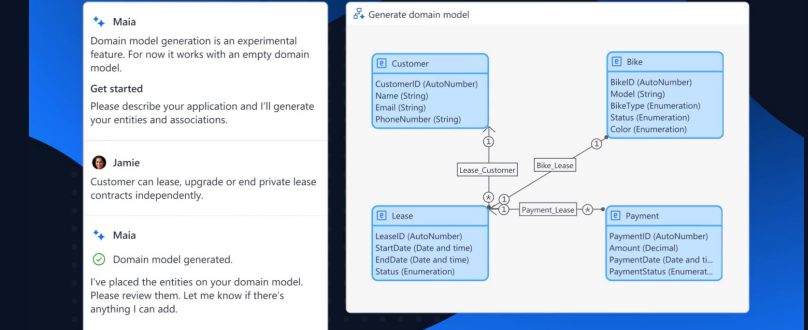 Maia
Domain model generation is an experimental
feature. For now it works with an empty domain
model.
Get started
Please describe your application and I'll generate
your entities and associations.
Jamie
Customer can lease, upgrade or end private lease
contracts independently.
Maia
Domain model generated.
I've placed the entities on your domain model.
Please review them. Let me know if there's
anything I can add.
Generate domain model
Customer
CustomerID (AutoNumber)
Name (String)
Email (String)
PhoneNumber (String)
Bike
BikeID (AutoNumber)
Model (String)
BikeType (Enumeration)
Status (Enumeration)
Color (Enumeration)
1
1
Lease_Customer
Bike_Lease
*
1
1
Payment_Lease
*
Lease
LeaseID (AutoNumber)
StartDate (Date and time)
EndDate (Date and time)
Status (Enumeration)
Payment
PaymentID (AutoNumber)
Amount (Decimal)
PaymentDate (Date and ti...
PaymentStatus (Enumerat...